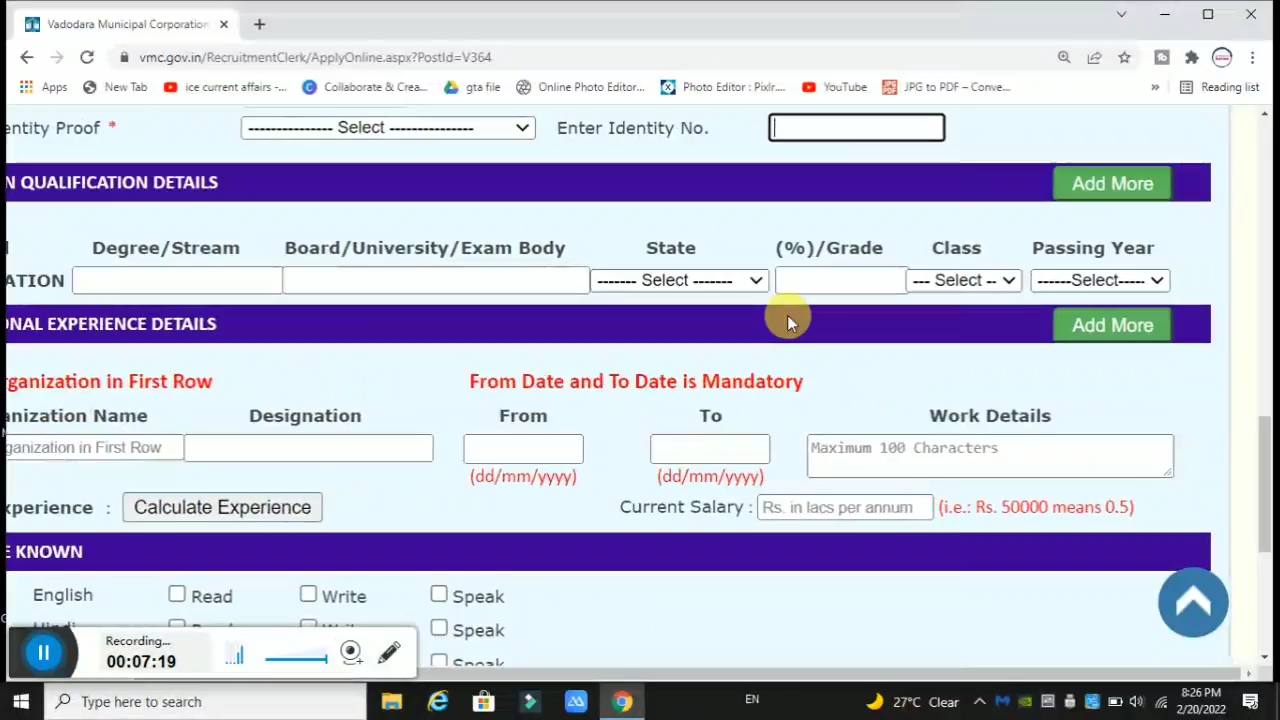 Vadodara Municipal Corporation
vmc.gov.in/RecruitmentClerk/ApplyOnline.aspx?PostId=V364
Apps New Tab ice current affairs -... Collaborate & Crea... gta file Online Photo Editor... Photo Editor : Pixlr.... YouTube JPG to PDF – Conve... » Reading list
entity Proof * --------------- Select --------------- Enter Identity No.
N QUALIFICATION DETAILS Add More
Degree/Stream Board/University/Exam Body State (%)/Grade Class Passing Year
ATION ------- Select ------- --- Select -- ------Select-----
ONAL EXPERIENCE DETAILS Add More
rganization in First Row From Date and To Date is Mandatory
anization Name Designation From To Work Details
ganization in First Row Maximum 100 Characters
(dd/mm/yyyy) (dd/mm/yyyy)
xperience : Calculate Experience Current Salary : Rs. in lacs per annum (i.e.: Rs. 50000 means 0.5)
E KNOWN
English Read Write Speak
Speak
Speak
Recording...
00:07:19
Type here to search EN 27°C Clear 8:26 PM
2/20/2022